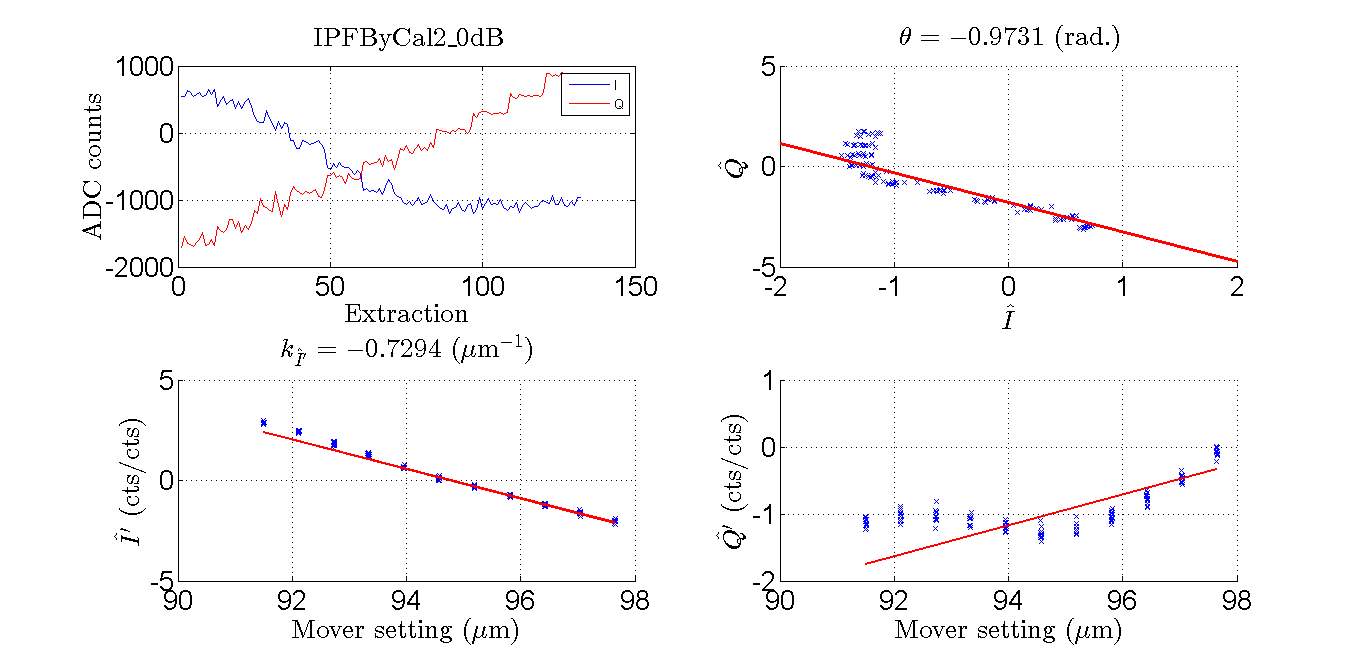 IPFByCal2_0dB
1000
0
-1000
-2000
ADC counts
I
Q
0
50
100
150
Extraction
θ = −0.9731 (rad.)
5
0
-5
Q̂
-2
-1
0
1
2
Î
k_Î′ = −0.7294 (μm⁻¹)
5
0
-5
Î′ (cts/cts)
90
92
94
96
98
Mover setting (μm)
1
0
-1
-2
Q̂′ (cts/cts)
90
92
94
96
98
Mover setting (μm)